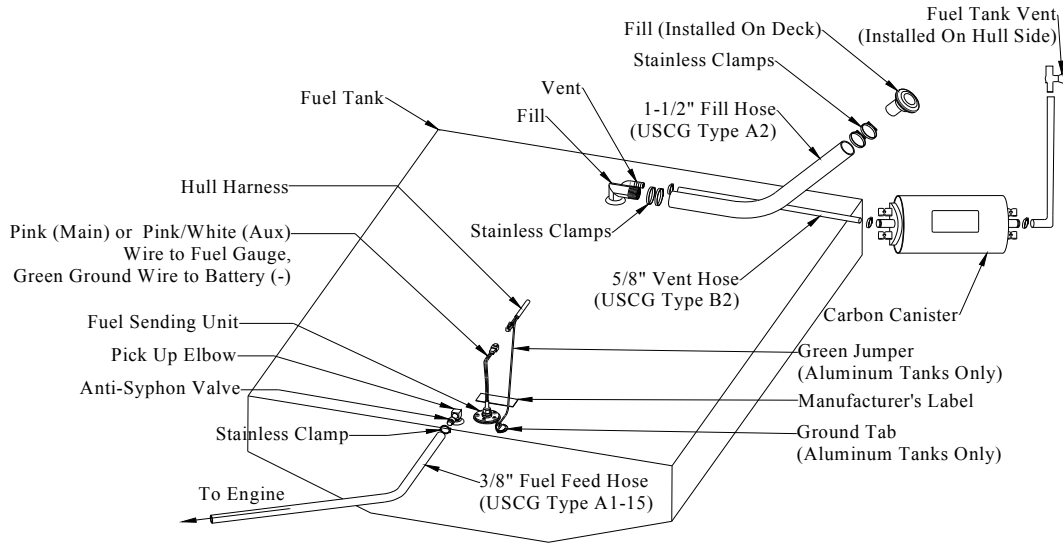 Fuel Tank Vent
(Installed On Hull Side)
Fill (Installed On Deck)
Stainless Clamps
Vent
Fill
1-1/2" Fill Hose
(USCG Type A2)
Fuel Tank
Hull Harness
Pink (Main) or Pink/White (Aux)
Wire to Fuel Gauge,
Green Ground Wire to Battery (-)
Stainless Clamps
5/8" Vent Hose
(USCG Type B2)
Carbon Canister
Fuel Sending Unit
Pick Up Elbow
Anti-Syphon Valve
Stainless Clamp
Green Jumper
(Aluminum Tanks Only)
Manufacturer's Label
Ground Tab
(Aluminum Tanks Only)
3/8" Fuel Feed Hose
(USCG Type A1-15)
To Engine